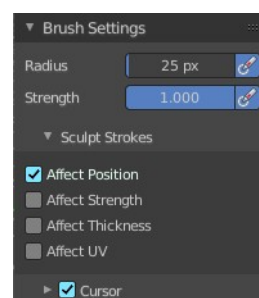 Brush Settings
Radius 25 px
Strength 1.000
Sculpt Strokes
Affect Position
Affect Strength
Affect Thickness
Affect UV
Cursor